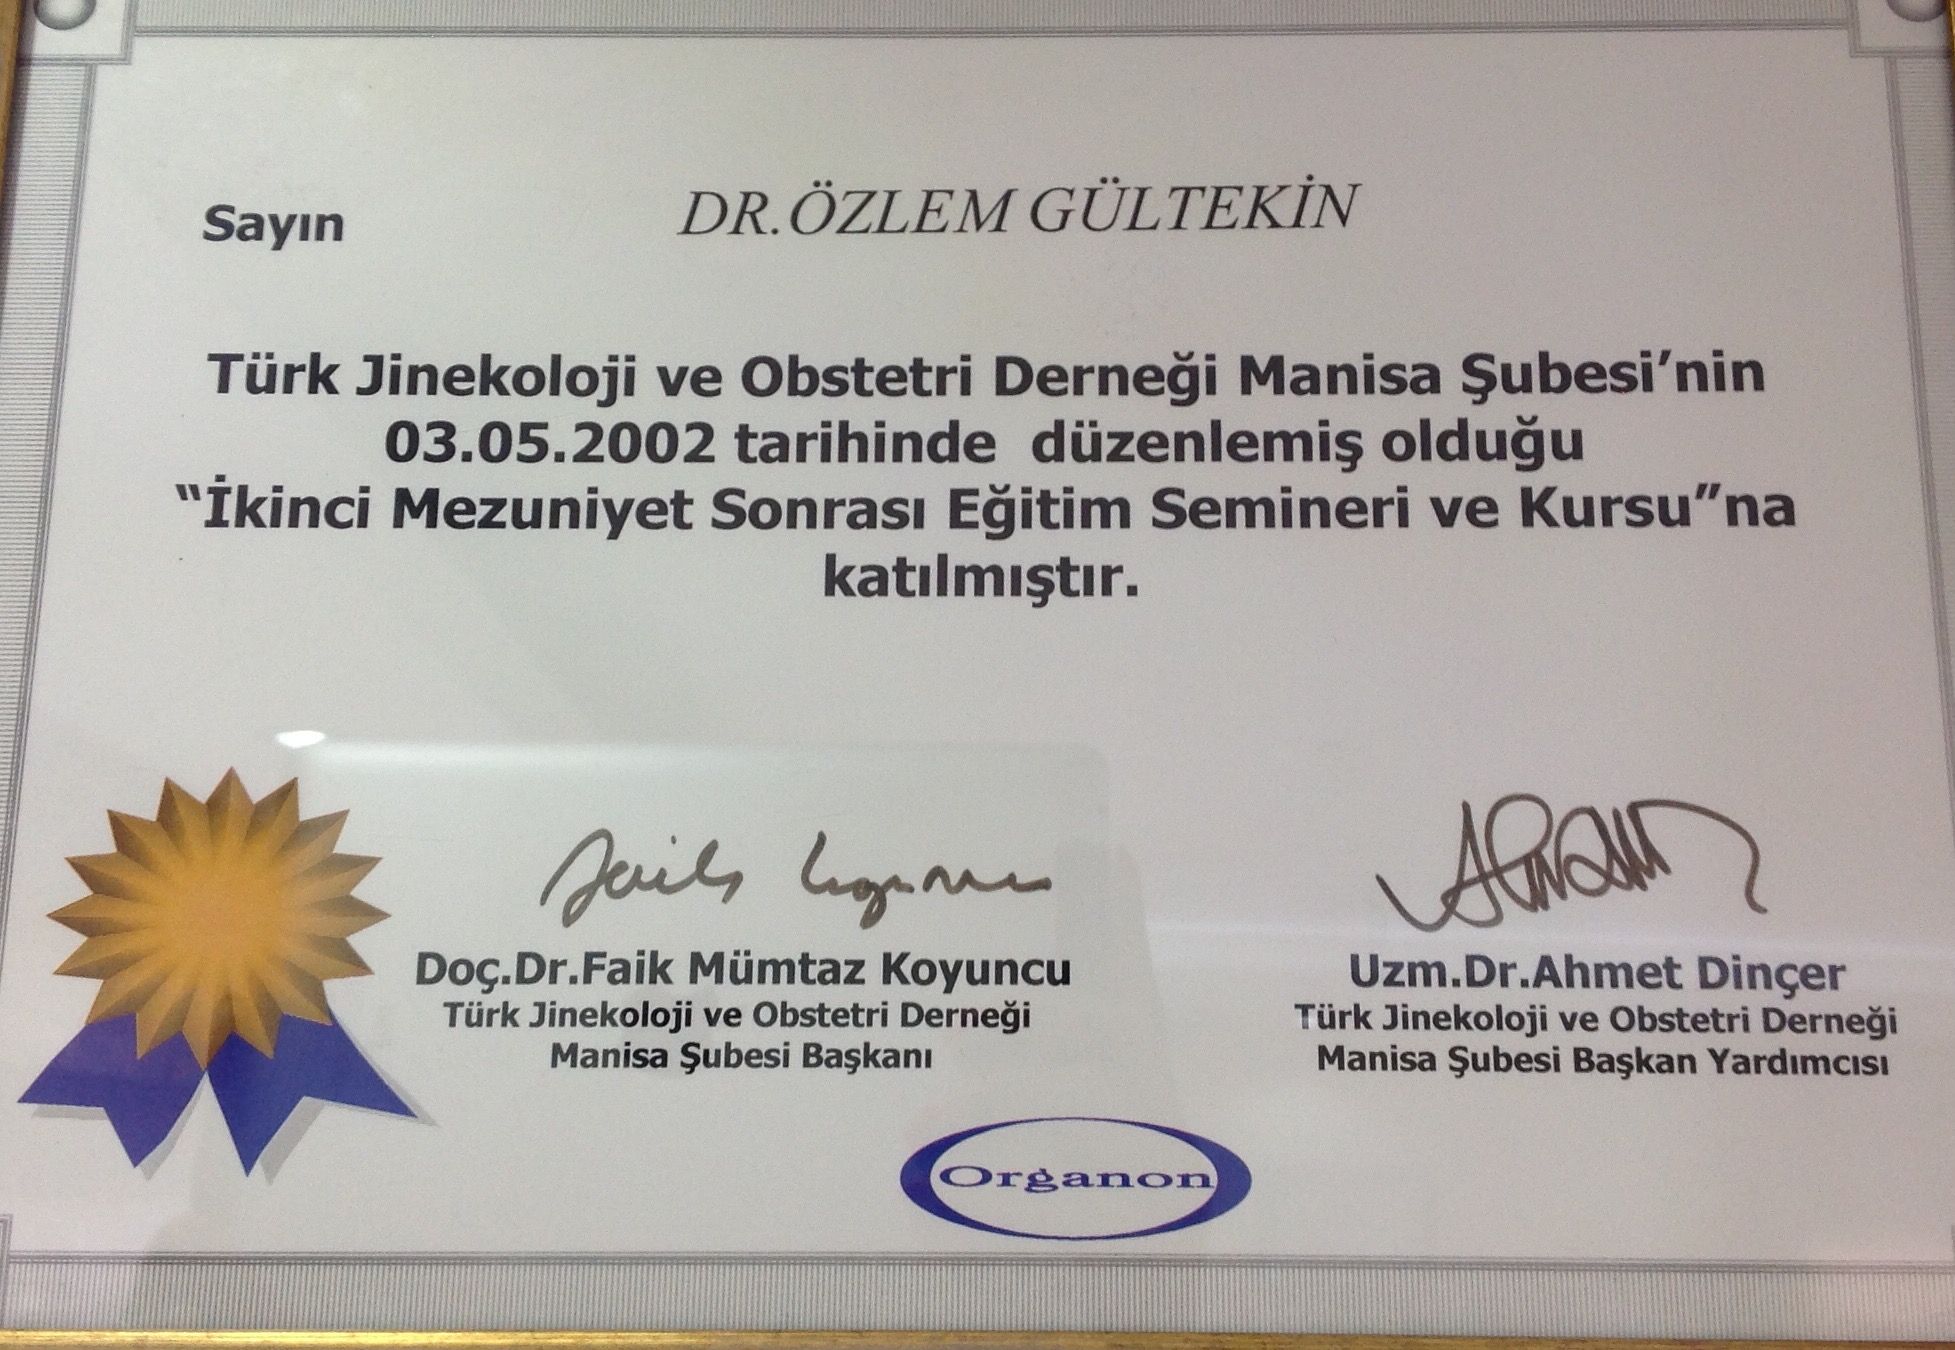 Sayın DR.ÖZLEM GÜLTEKİN
Türk Jinekoloji ve Obstetri Derneği Manisa Şubesi’nin
03.05.2002 tarihinde düzenlemiş olduğu
“İkinci Mezuniyet Sonrası Eğitim Semineri ve Kursu”na
katılmıştır.
Doç.Dr.Faik Mümtaz Koyuncu
Türk Jinekoloji ve Obstetri Derneği
Manisa Şubesi Başkanı
Uzm.Dr.Ahmet Dinçer
Türk Jinekoloji ve Obstetri Derneği
Manisa Şubesi Başkan Yardımcısı
Organon